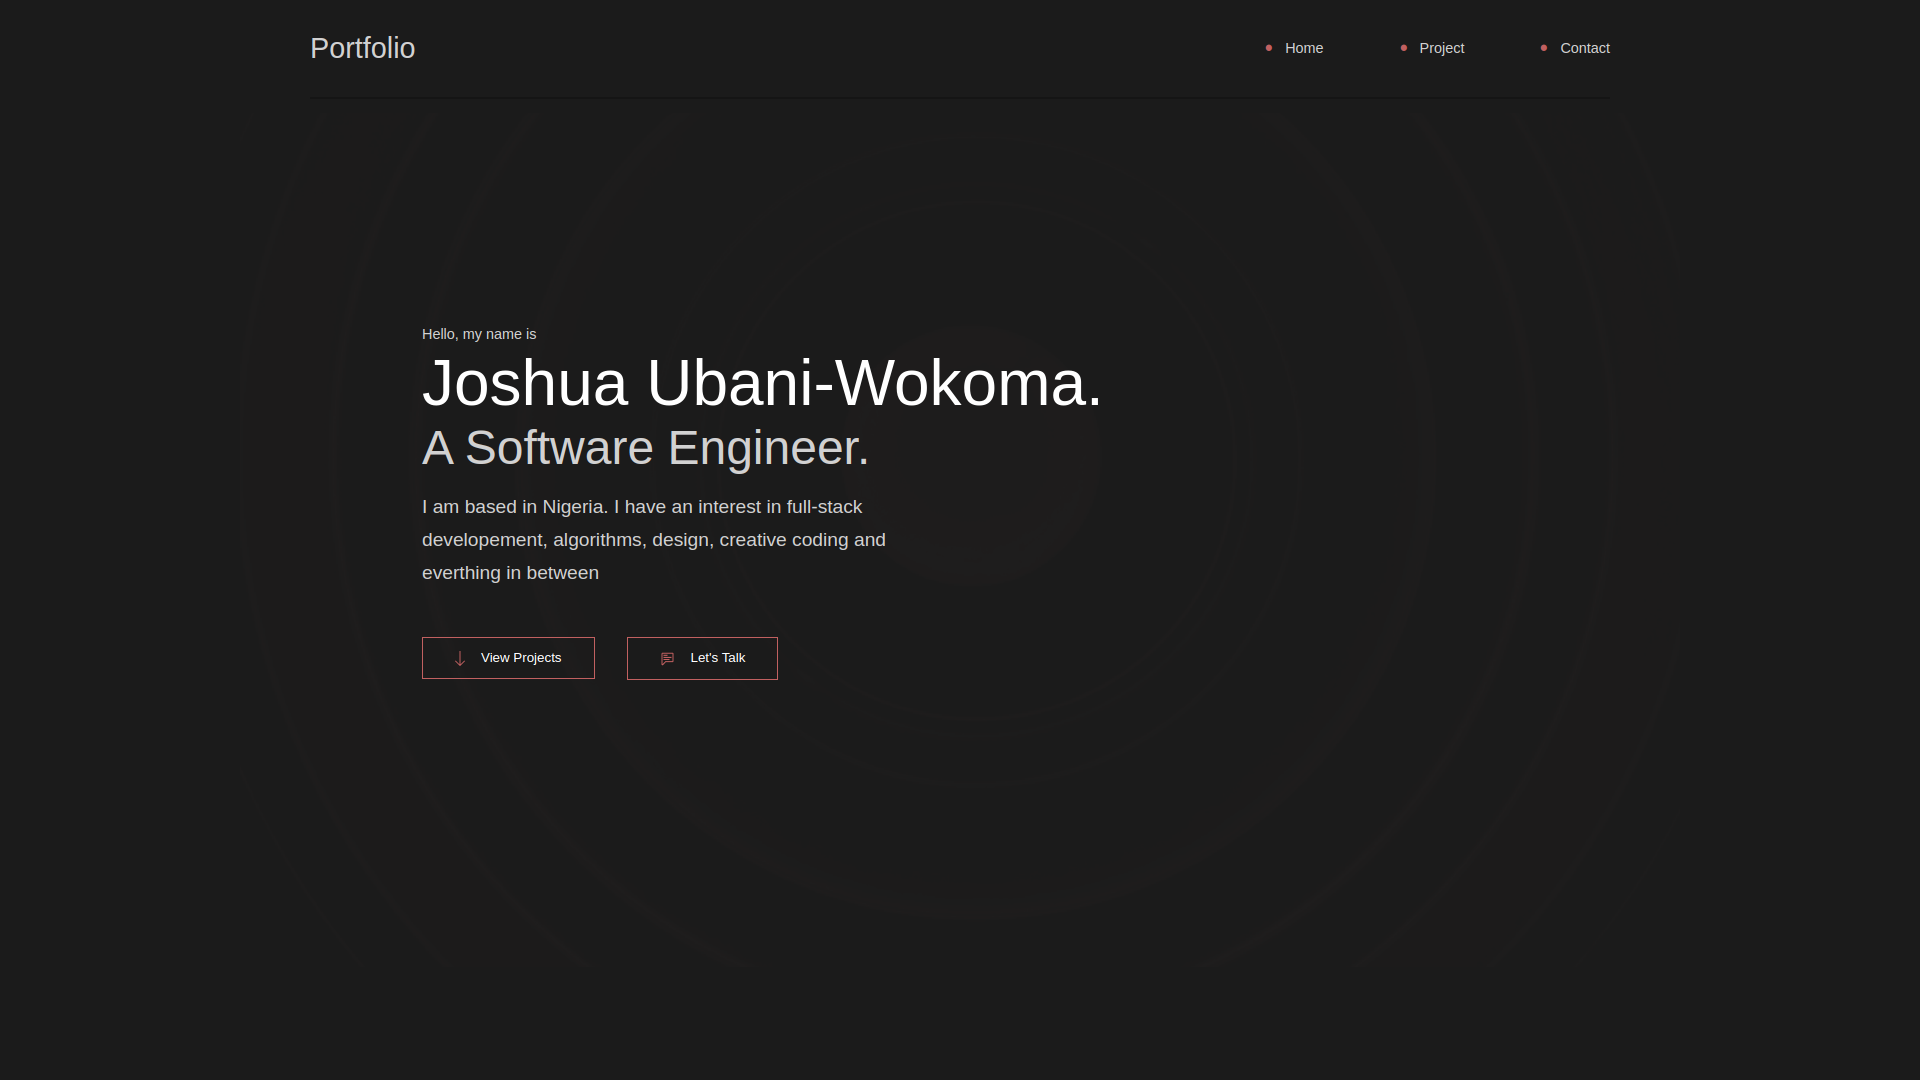 Portfolio
Home
Project
Contact
Hello, my name is
Joshua Ubani-Wokoma.
A Software Engineer.
I am based in Nigeria. I have an interest in full-stack
developement, algorithms, design, creative coding and
everthing in between
View Projects
Let's Talk